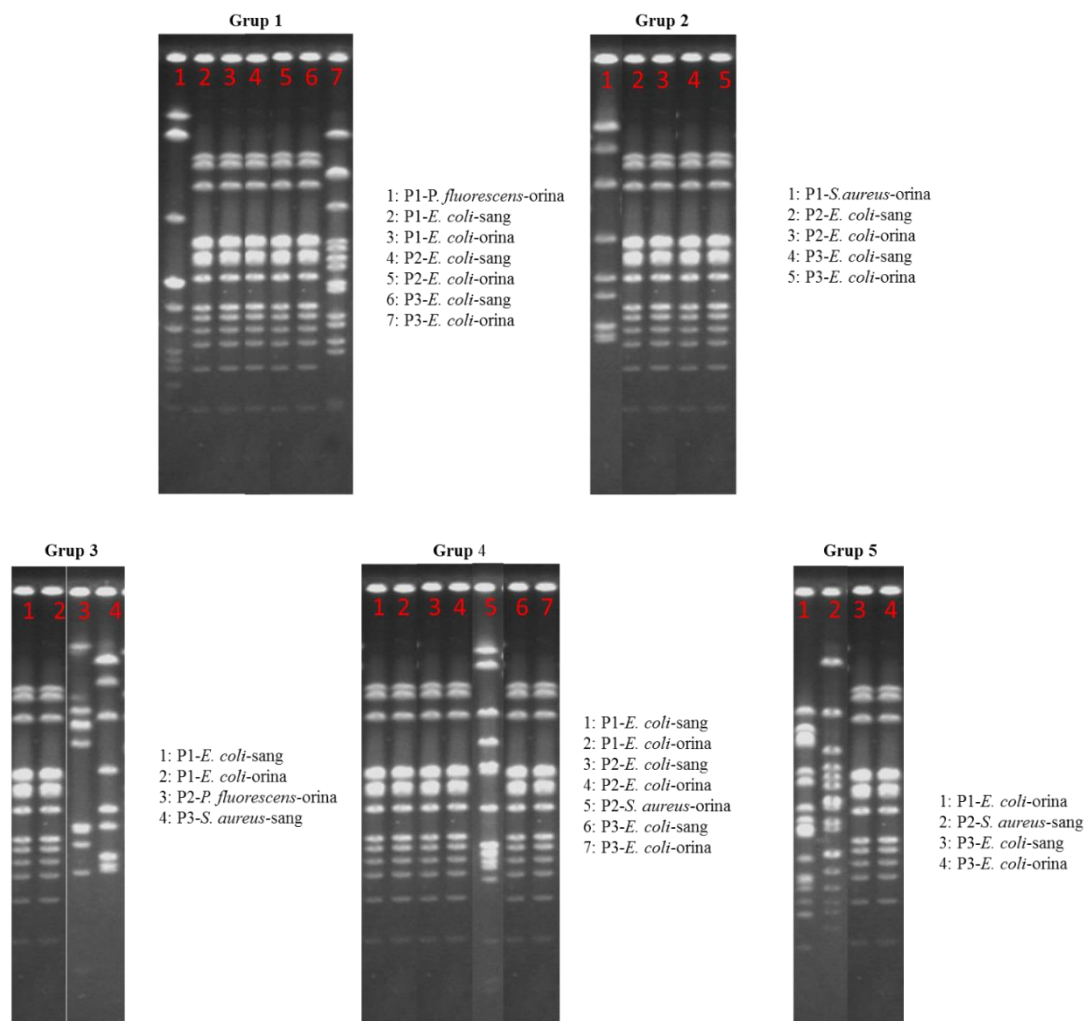 Grup 1
1 2 3 4 5 6 7
1: P1-P. fluorescens-orina
2: P1-E. coli-sang
3: P1-E. coli-orina
4: P2-E. coli-sang
5: P2-E. coli-orina
6: P3-E. coli-sang
7: P3-E. coli-orina
Grup 2
1 2 3 4 5
1: P1-S.aureus-orina
2: P2-E. coli-sang
3: P2-E. coli-orina
4: P3-E. coli-sang
5: P3-E. coli-orina
Grup 3
1 2 3 4
1: P1-E. coli-sang
2: P1-E. coli-orina
3: P2-P. fluorescens-orina
4: P3-S. aureus-sang
Grup 4
1 2 3 4 5 6 7
1: P1-E. coli-sang
2: P1-E. coli-orina
3: P2-E. coli-sang
4: P2-E. coli-orina
5: P2-S. aureus-orina
6: P3-E. coli-sang
7: P3-E. coli-orina
Grup 5
1 2 3 4
1: P1-E. coli-orina
2: P2-S. aureus-sang
3: P3-E. coli-sang
4: P3-E. coli-orina